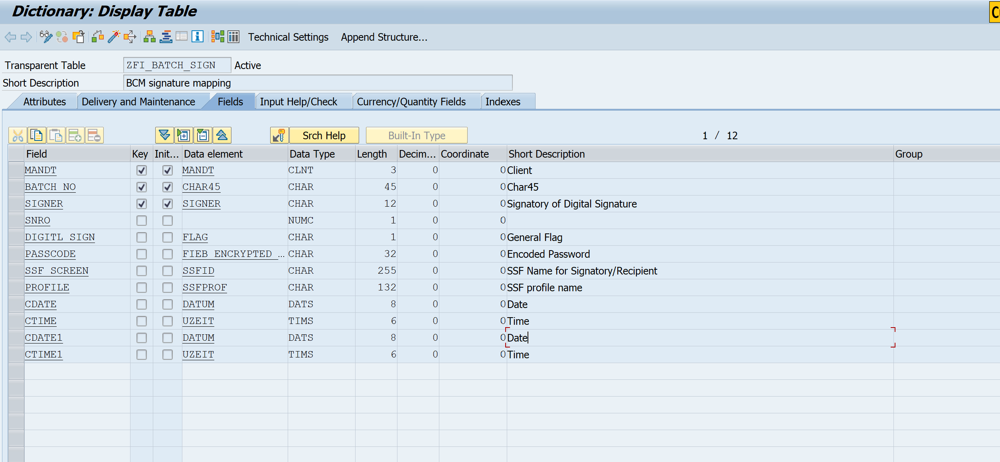 Dictionary: Display Table
Technical Settings Append Structure...
Transparent Table ZFI_BATCH_SIGN Active
Short Description BCM signature mapping
Attributes Delivery and Maintenance Fields Input Help/Check Currency/Quantity Fields Indexes
Srch Help Built-In Type 1 / 12
Field Key Init... Data element Data Type Length Decim... Coordinate Short Description Group
MANDT MANDT CLNT 3 0 0 Client
BATCH_NO CHAR45 CHAR 45 0 0 Char45
SIGNER SIGNER CHAR 12 0 0 Signatory of Digital Signature
SNRO NUMC 1 0 0
DIGITL_SIGN FLAG CHAR 1 0 0 General Flag
PASSCODE FIEB_ENCRYPTED_... CHAR 32 0 0 Encoded Password
SSF_SCREEN SSFID CHAR 255 0 0 SSF Name for Signatory/Recipient
PROFILE SSFPROF CHAR 132 0 0 SSF profile name
CDATE DATUM DATS 8 0 0 Date
CTIME UZEIT TIMS 6 0 0 Time
CDATE1 DATUM DATS 8 0 0 Date
CTIME1 UZEIT TIMS 6 0 0 Time